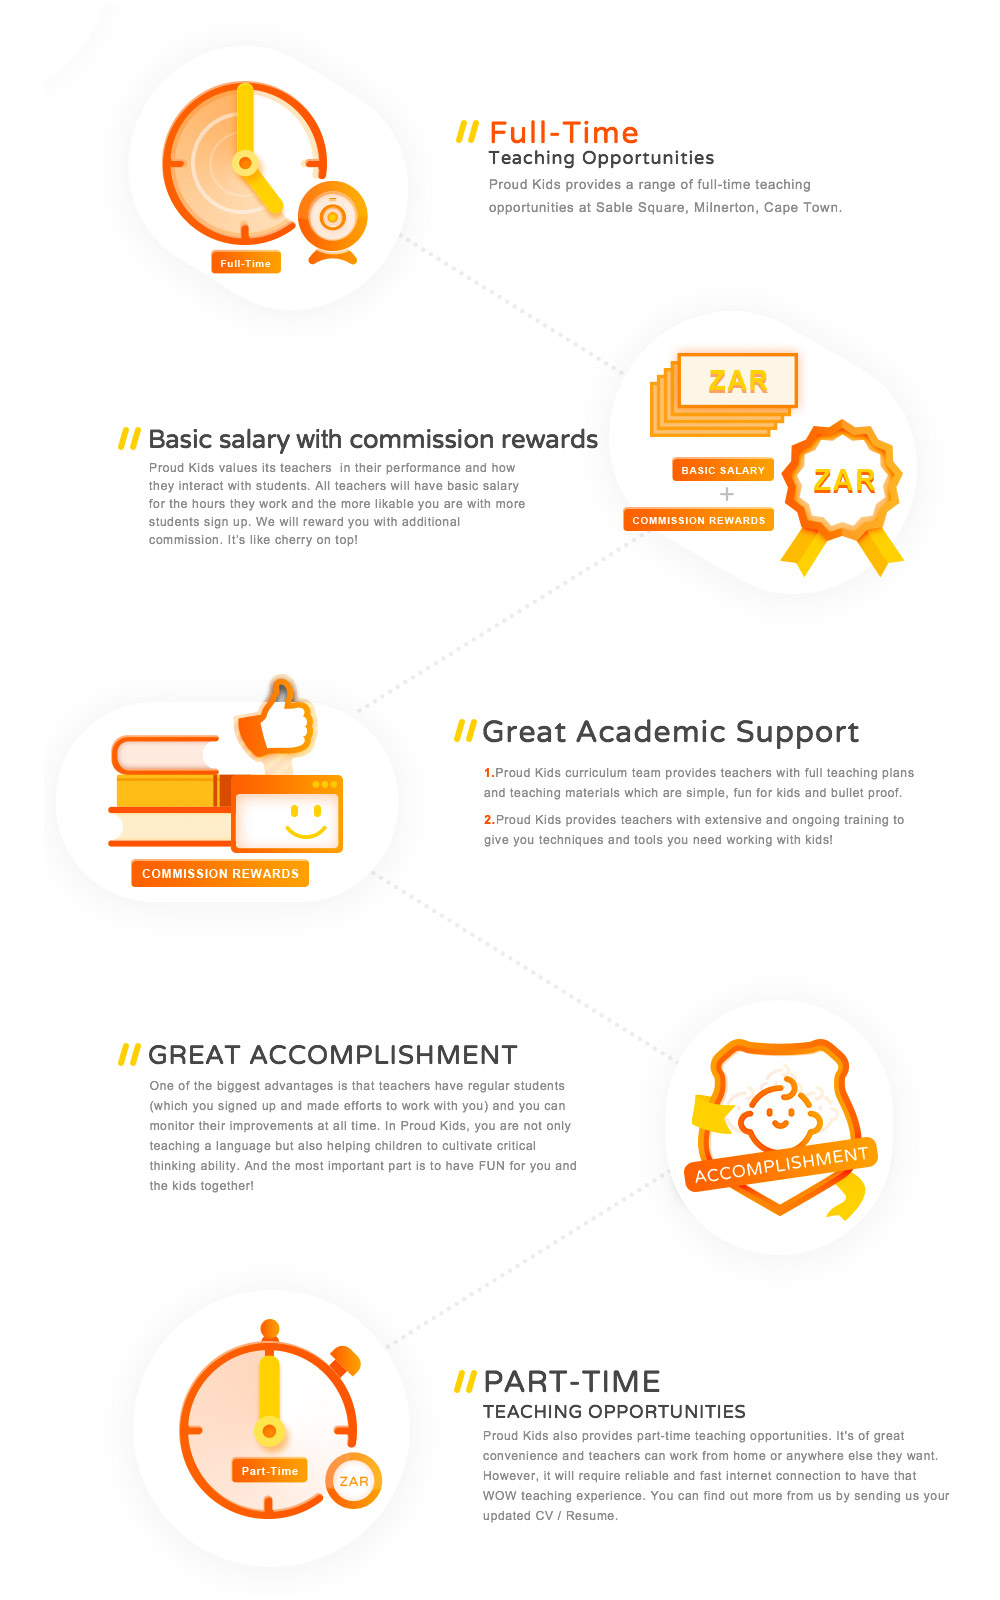 Full-Time
Teaching Opportunities
Proud Kids provides a range of full-time teaching
opportunities at Sable Square, Milnerton, Cape Town.
Full-Time
ZAR
Basic salary with commission rewards
Proud Kids values its teachers in their performance and how
they interact with students. All teachers will have basic salary
for the hours they work and the more likable you are with more
students sign up. We will reward you with additional
commission. It's like cherry on top!
BASIC SALARY
+
COMMISSION REWARDS
ZAR
Great Academic Support
1.Proud Kids curriculum team provides teachers with full teaching plans
and teaching materials which are simple, fun for kids and bullet proof.
2.Proud Kids provides teachers with extensive and ongoing training to
give you techniques and tools you need working with kids!
COMMISSION REWARDS
GREAT ACCOMPLISHMENT
One of the biggest advantages is that teachers have regular students
(which you signed up and made efforts to work with you) and you can
monitor their improvements at all time. In Proud Kids, you are not only
teaching a language but also helping children to cultivate critical
thinking ability. And the most important part is to have FUN for you and
the kids together!
ACCOMPLISHMENT
PART-TIME
TEACHING OPPORTUNITIES
Proud Kids also provides part-time teaching opportunities. It's of great
convenience and teachers can work from home or anywhere else they want.
However, it will require reliable and fast internet connection to have that
WOW teaching experience. You can find out more from us by sending us your
updated CV / Resume.
Part-Time
ZAR